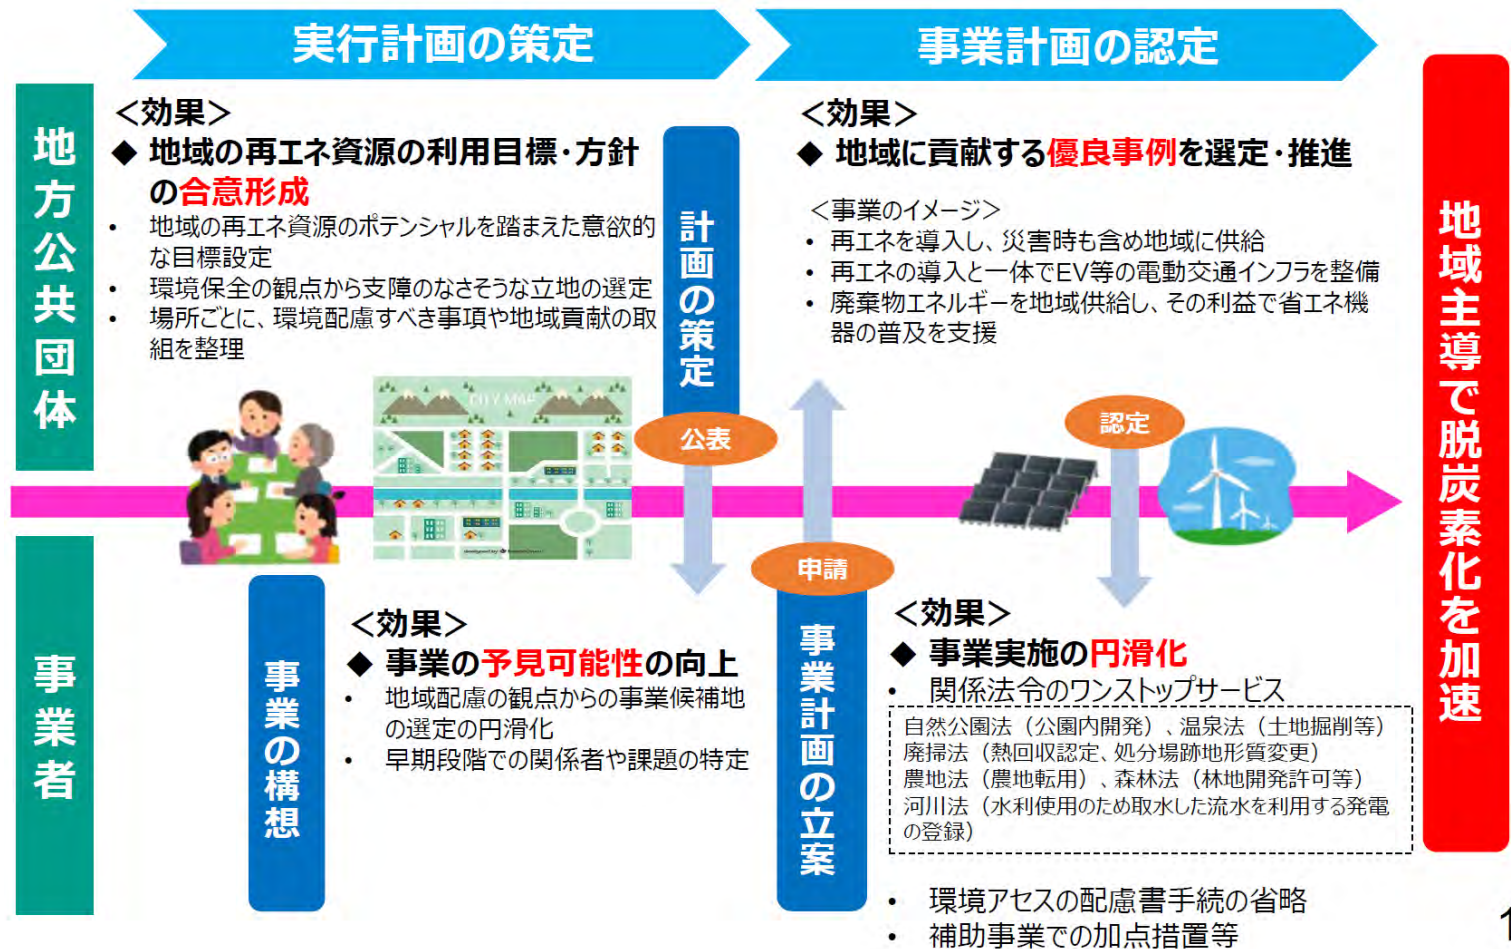 実行計画の策定
事業計画の認定
地方公共団体
<効果>
◆ 地域の再エネ資源の利用目標・方針
の合意形成
• 地域の再エネ資源のポテンシャルを踏まえた意欲的
な目標設定
• 環境保全の観点から支障のなさそうな立地の選定
• 場所ごとに、環境配慮すべき事項や地域貢献の取
組を整理
計画の策定
公表
<効果>
◆ 地域に貢献する優良事例を選定・推進
<事業のイメージ>
• 再エネを導入し、災害時も含め地域に供給
• 再エネの導入と一体でEV等の電動交通インフラを整備
• 廃棄物エネルギーを地域供給し、その利益で省エネ機
器の普及を支援
認定
CITY MAP
事業者
事業の構想
<効果>
◆ 事業の予見可能性の向上
• 地域配慮の観点からの事業候補地
の選定の円滑化
• 早期段階での関係者や課題の特定
申請
事業計画の立案
<効果>
◆ 事業実施の円滑化
• 関係法令のワンストップサービス
自然公園法（公園内開発）、温泉法（土地掘削等）
廃掃法（熱回収認定、処分場跡地形質変更）
農地法（農地転用）、森林法（林地開発許可等）
河川法（水利使用のため取水した流水を利用する発電
の登録）
• 環境アセスの配慮書手続の省略
• 補助事業での加点措置等
地域主導で脱炭素化を加速